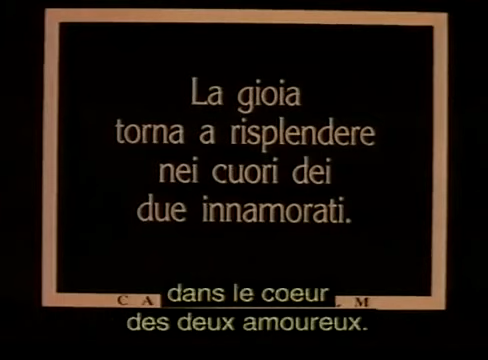 La gioia
torna a risplendere
nei cuori dei
due innamorati.
C A
L M
dans le coeur
des deux amoureux.